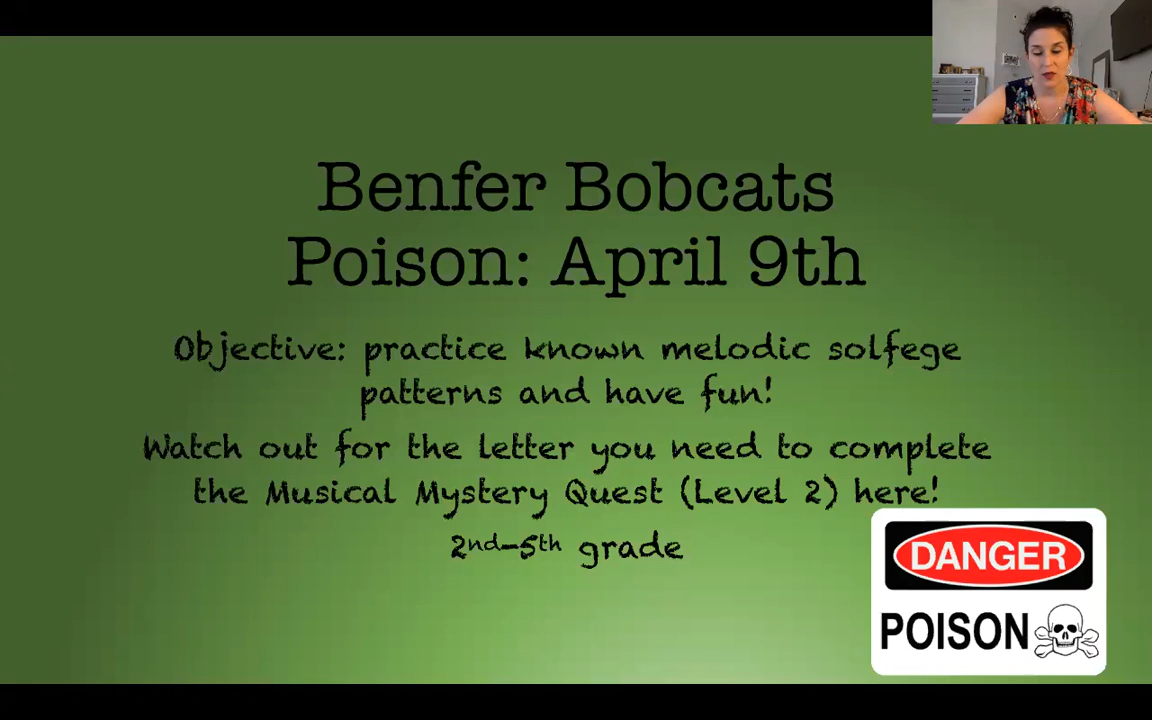 Benfer Bobcats
Poison: April 9th
Objective: practice known melodic solfege
patterns and have fun!
Watch out for the letter you need to complete
the Musical Mystery Quest (Level 2) here!
2nd-5th grade
DANGER
POISON